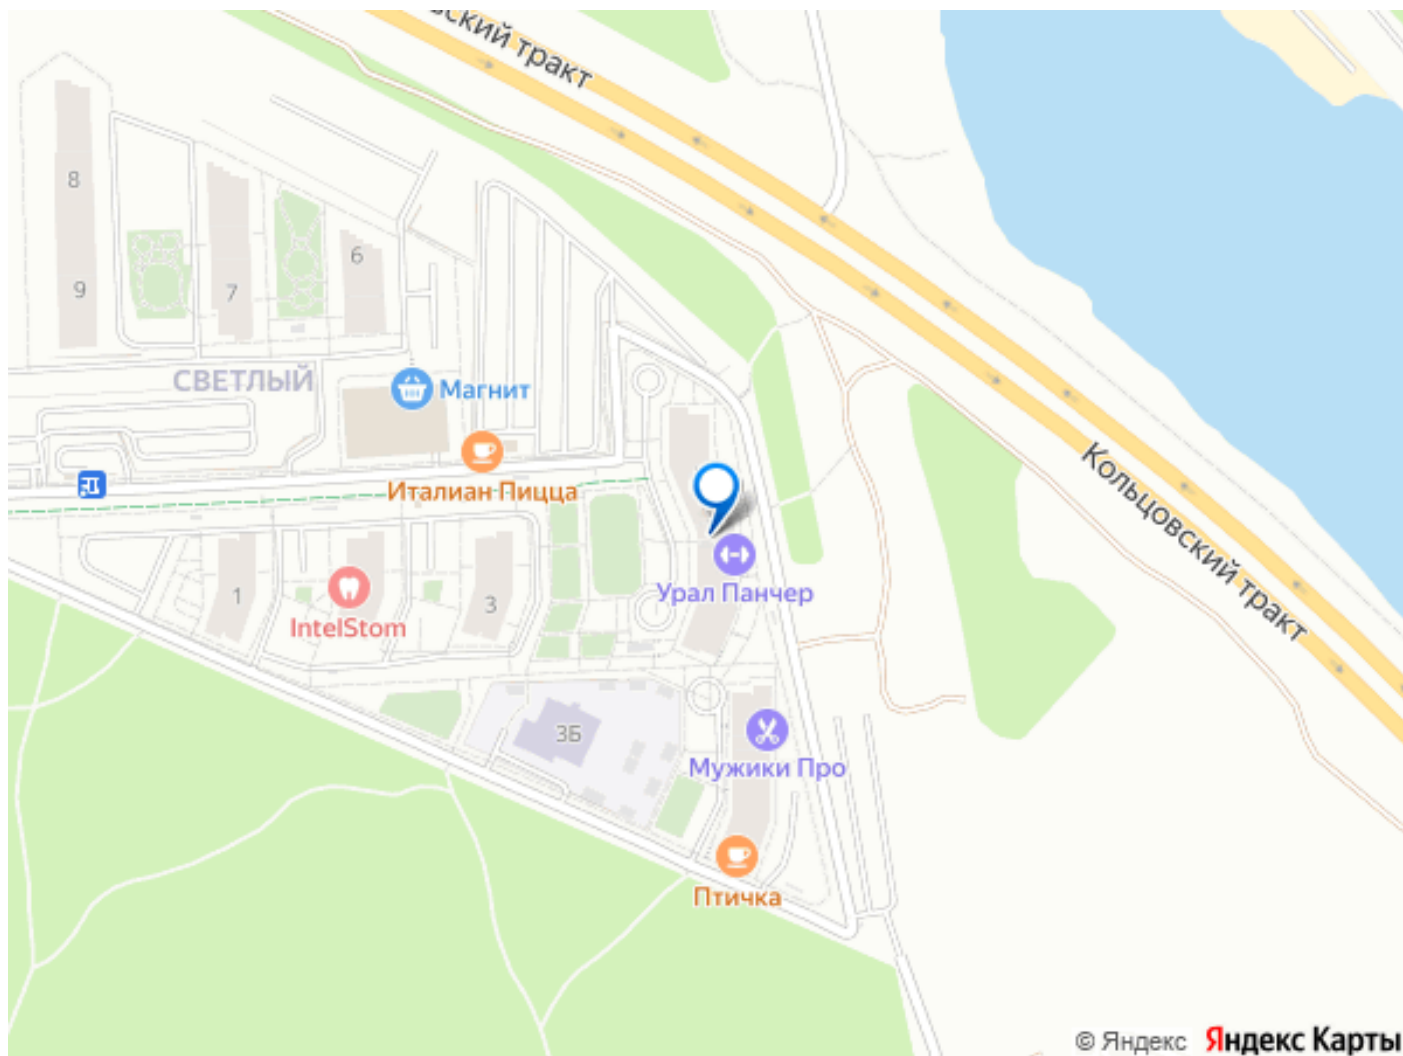 вский тракт
8
6
9
7
СВЕТЛЫЙ
Магнит
Италиан Пицца
Кольцовский тракт
1
3
Урал Панчер
IntelStom
3Б
Мужики Про
Птичка
© Яндекс Яндекс Карты